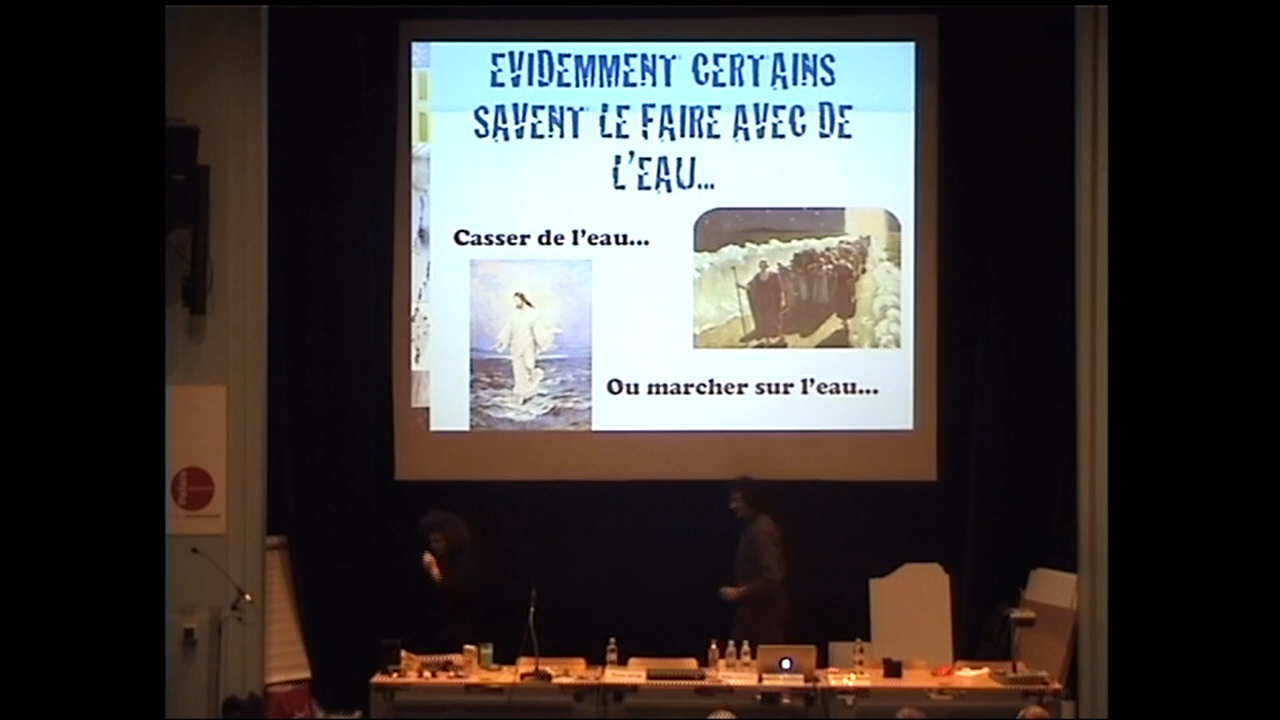 EVIDEMMENT CERTAINS
SAVENT LE FAIRE AVEC DE
L'EAU...
Casser de l'eau...
Ou marcher sur l'eau...